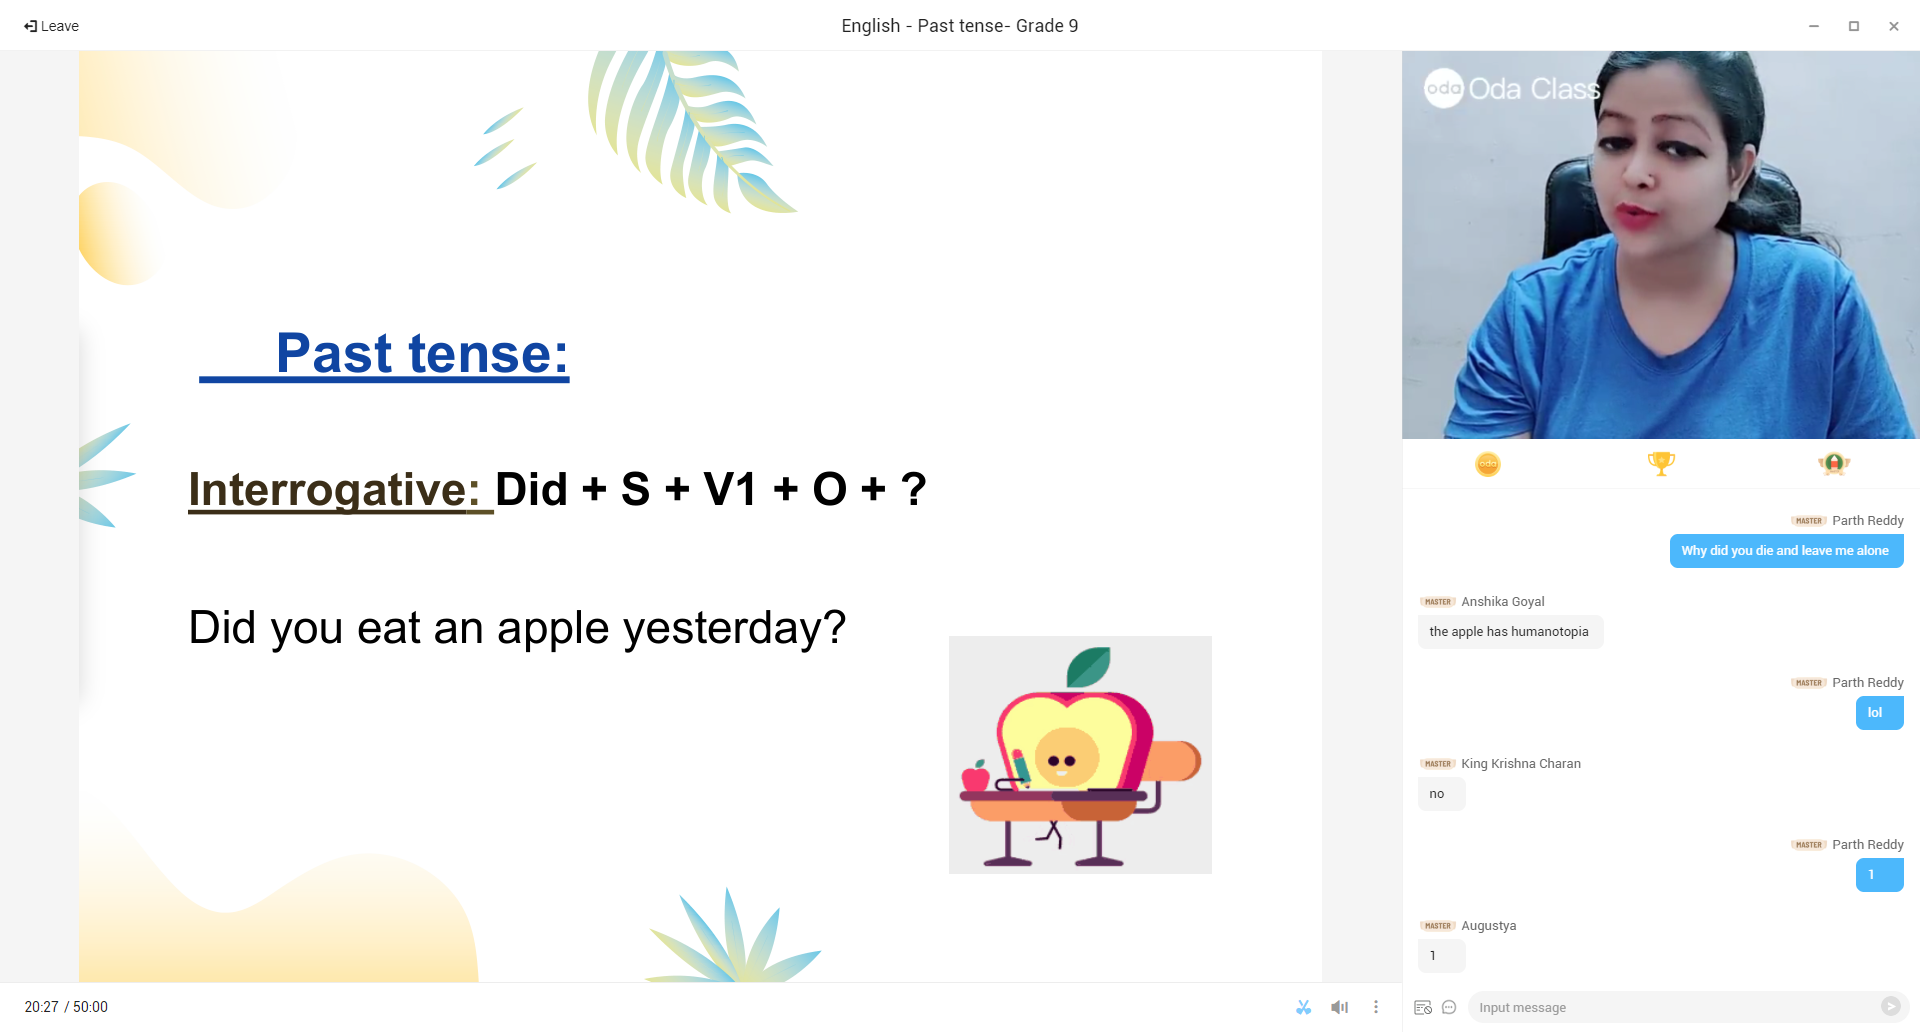 Leave
English - Past tense- Grade 9
oda Oda Class
Past tense:
Interrogative: Did + S + V1 + O + ?
Did you eat an apple yesterday?
oda
MASTER Parth Reddy
Why did you die and leave me alone
MASTER Anshika Goyal
the apple has humanotopia
MASTER Parth Reddy
lol
MASTER King Krishna Charan
no
MASTER Parth Reddy
1
MASTER Augustya
1
20:27 / 50:00
Input message